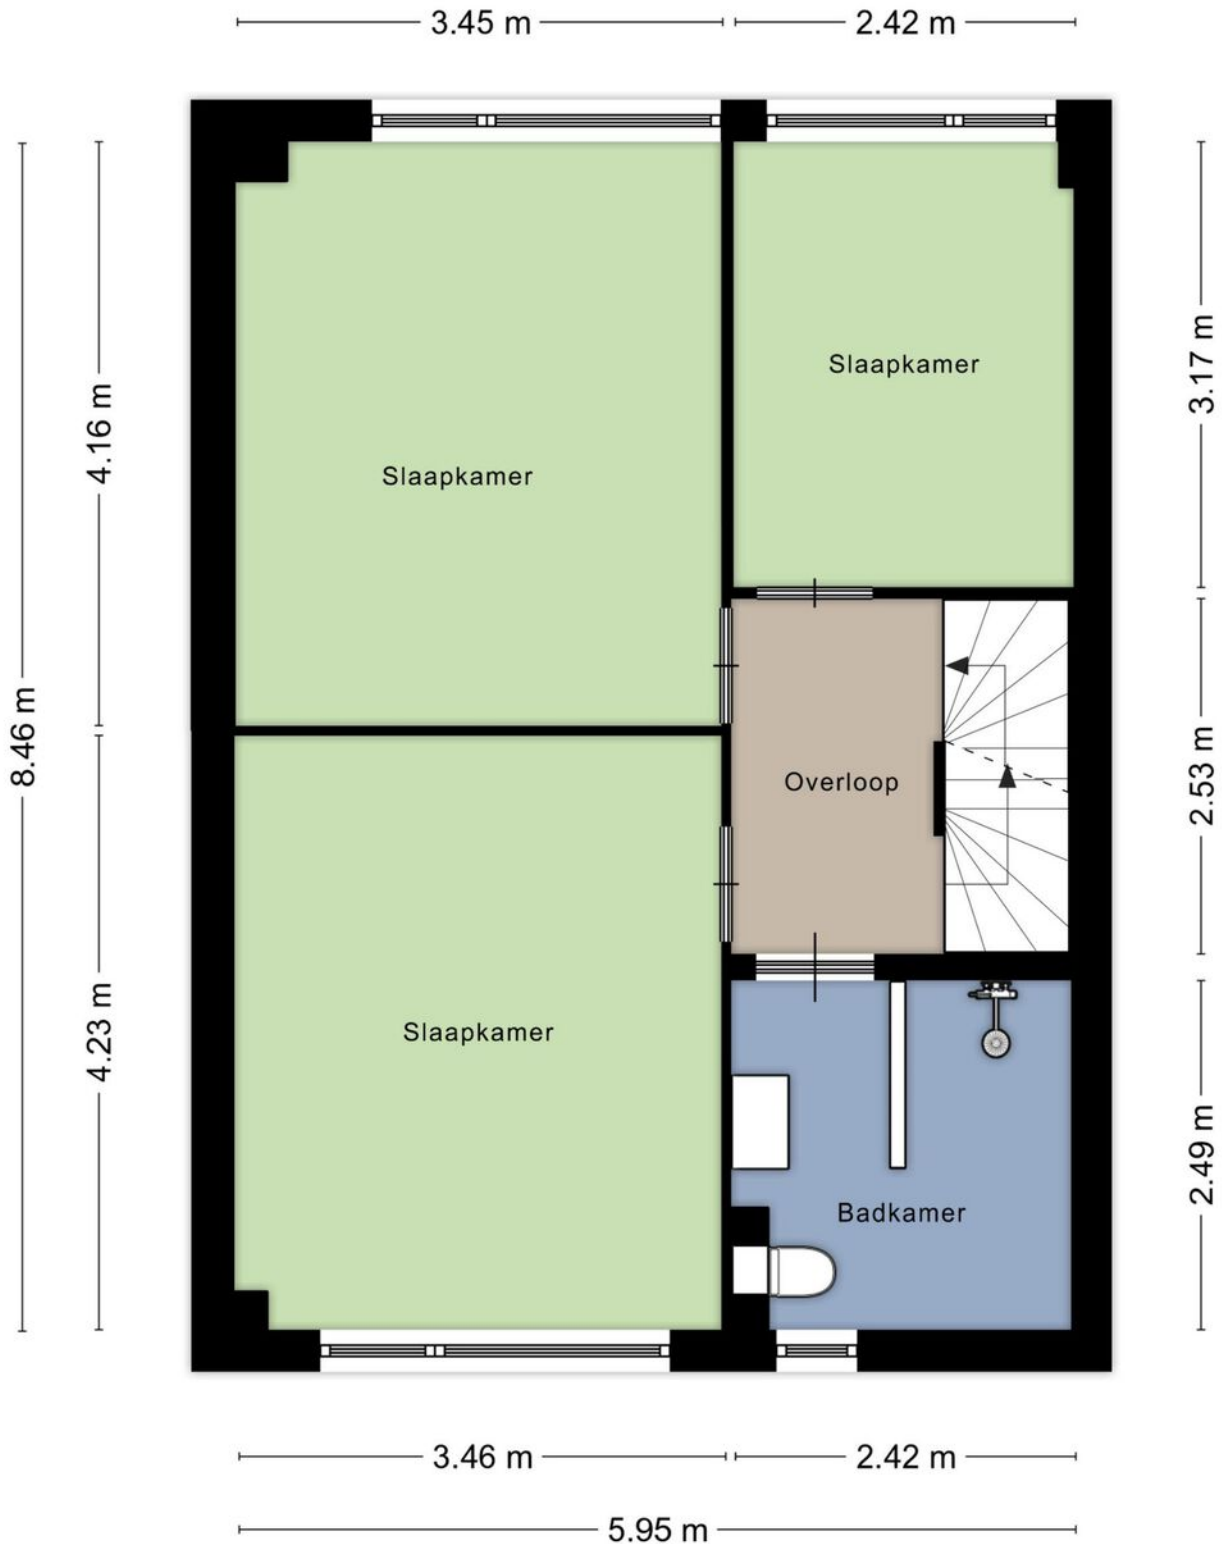 3.45 m
2.42 m
8.46 m
4.16 m
3.17 m
Slaapkamer
Slaapkamer
Overloop
2.53 m
4.23 m
Slaapkamer
2.49 m
Badkamer
3.46 m
2.42 m
5.95 m